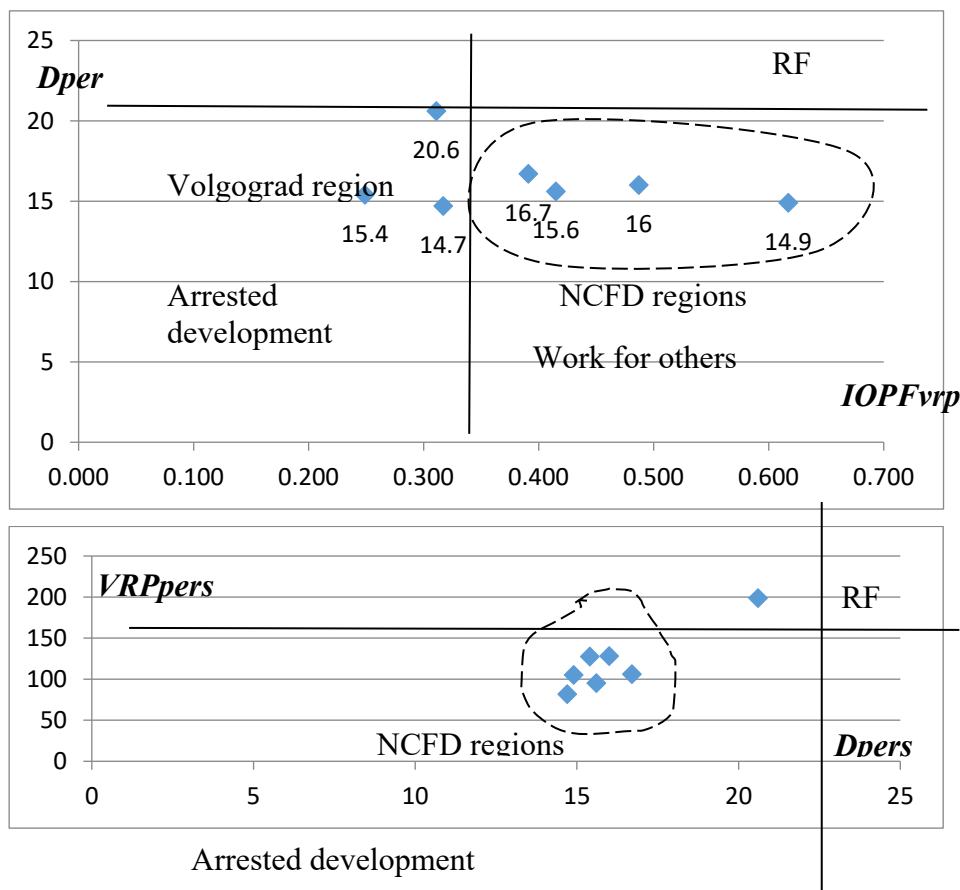 25
Dper
RF
20
20.6
Volgograd region
15
15.4
14.7
16.7
15.6
16
14.9
10
Arrested
development
NCFD regions
Work for others
5
IOPFvrp
0
0.000
0.100
0.200
0.300
0.400
0.500
0.600
0.700
250
VRPpers
200
RF
150
100
50
NCFD regions
Dpers
0
0
5
10
15
20
25
Arrested development